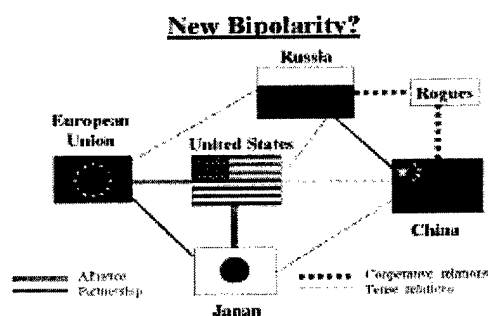 New Bipolarity?
Russia
Rogues
European
Union
United States
China
Japan
Alliance
Partnership
Cooperative relations
Tense relations